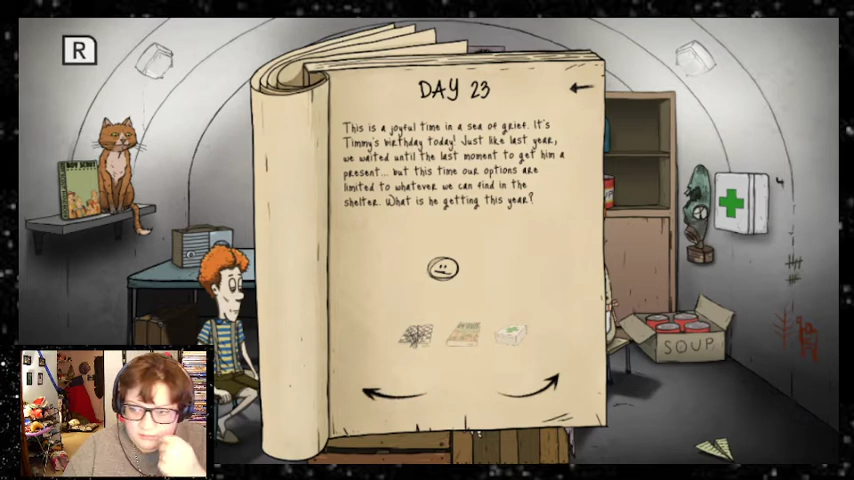 R
DAY 23
This is a joyful time in a sea of grief. It's
Timmy's birthday today! Just like last year,
we waited until the last moment to get him a
present... but this time our options are
limited to whatever we can find in the
shelter. What is he getting this year?
BOY SCOUT
SOUP